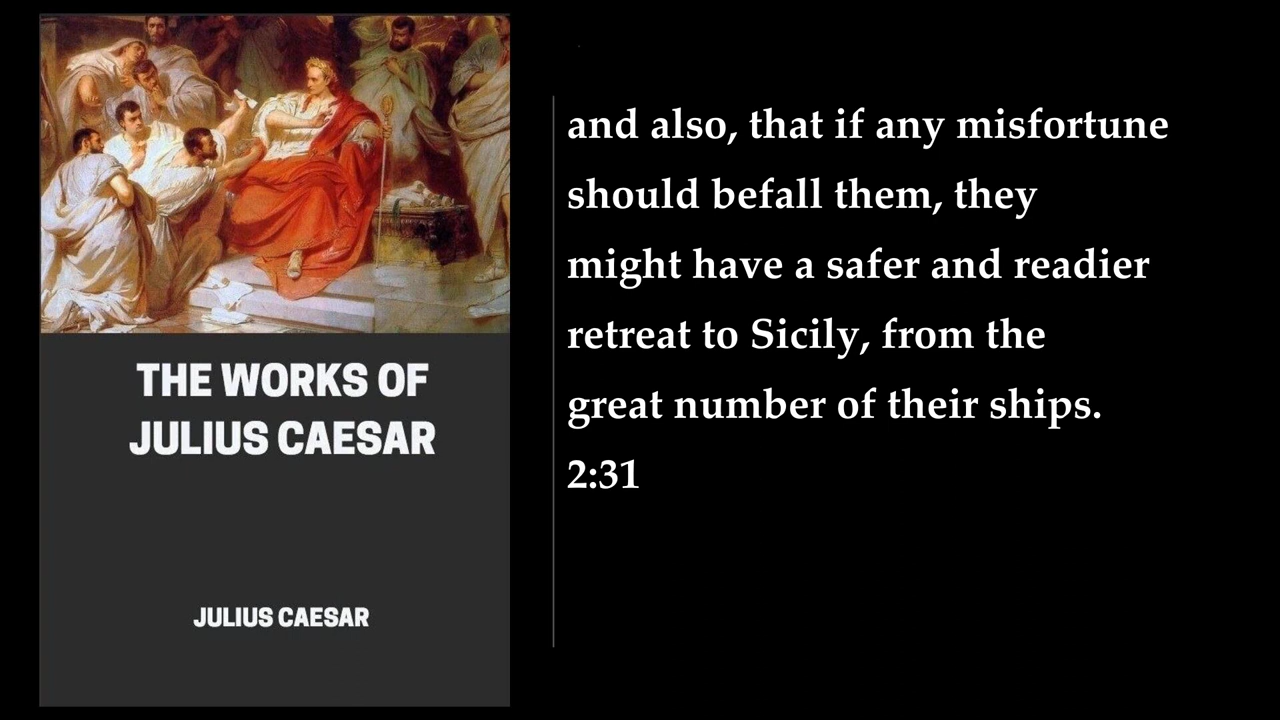 THE WORKS OF
JULIUS CAESAR
JULIUS CAESAR
and also, that if any misfortune
should befall them, they
might have a safer and readier
retreat to Sicily, from the
great number of their ships.
2:31